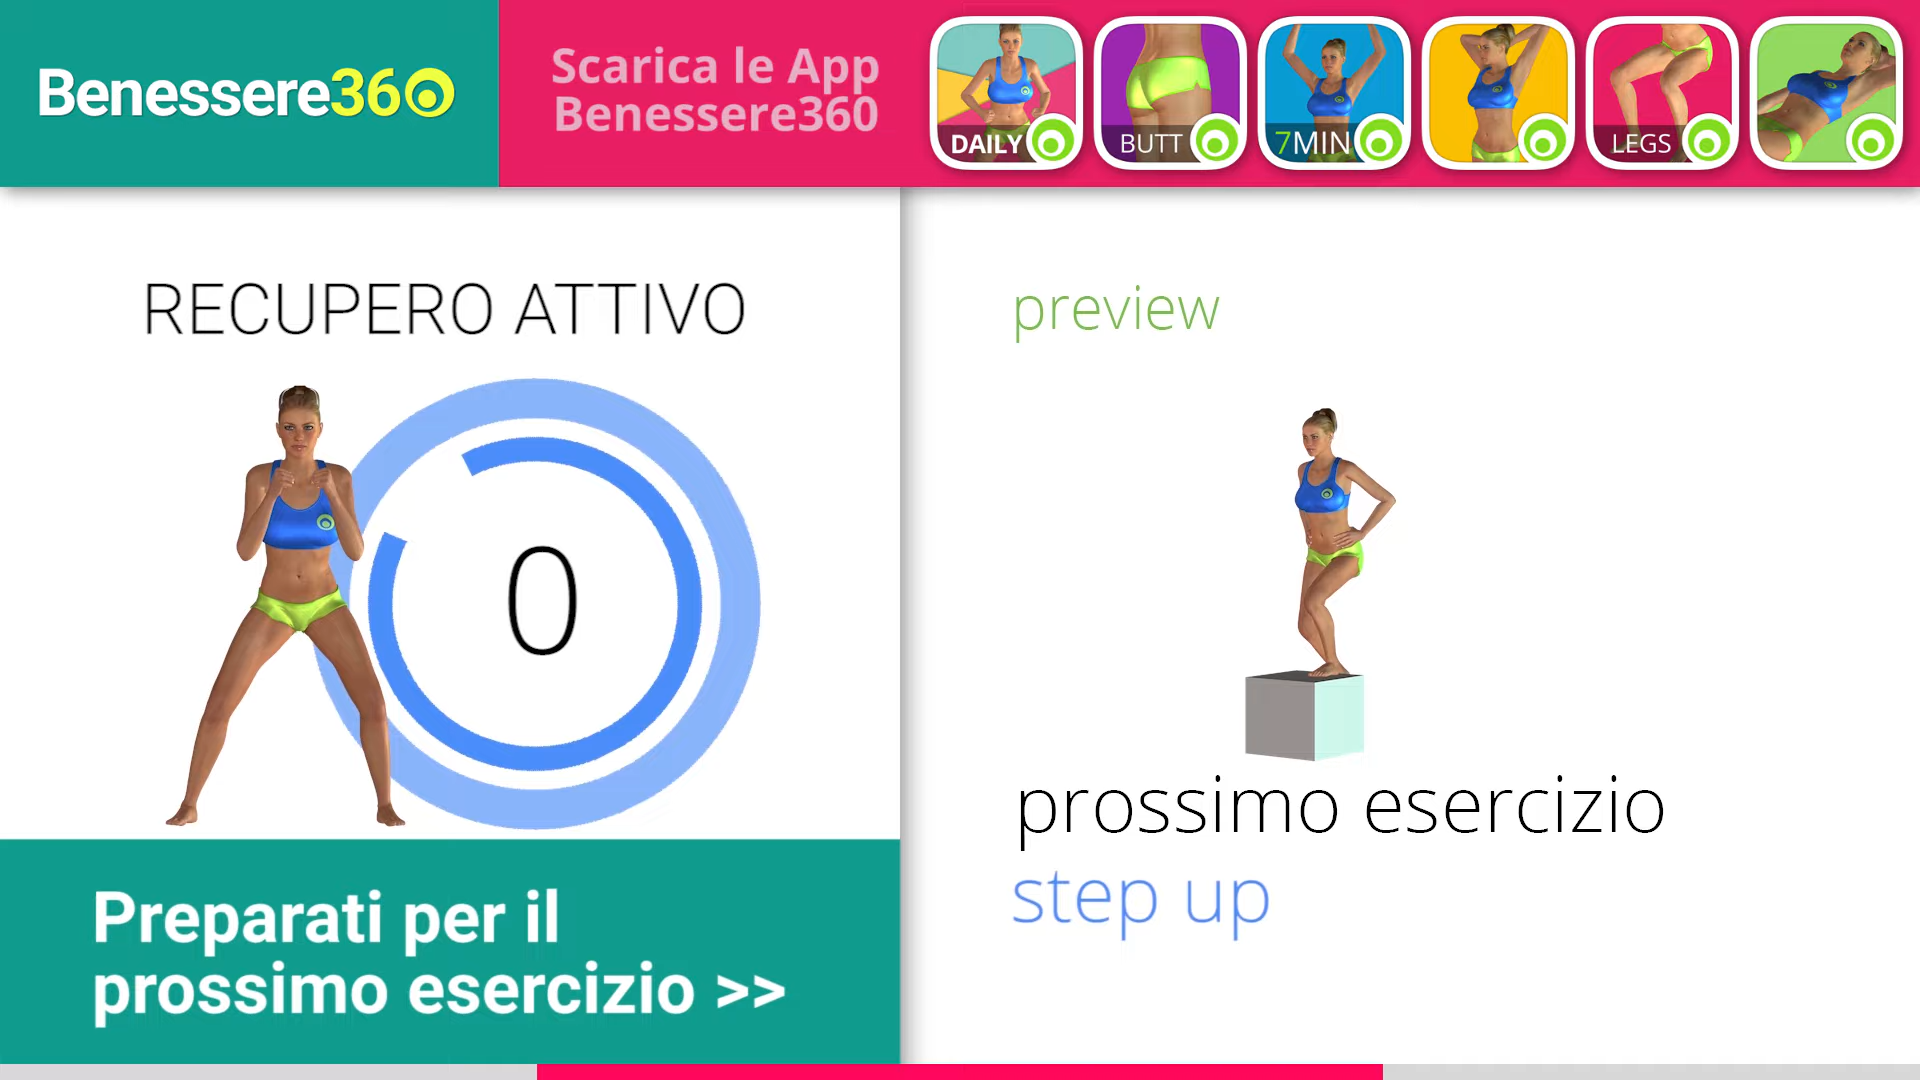 Benessere360
Scarica le App
Benessere360
DAILY
BUTT
7MIN
LEGS
RECUPERO ATTIVO
0
Preparati per il
prossimo esercizio >>
preview
prossimo esercizio
step up